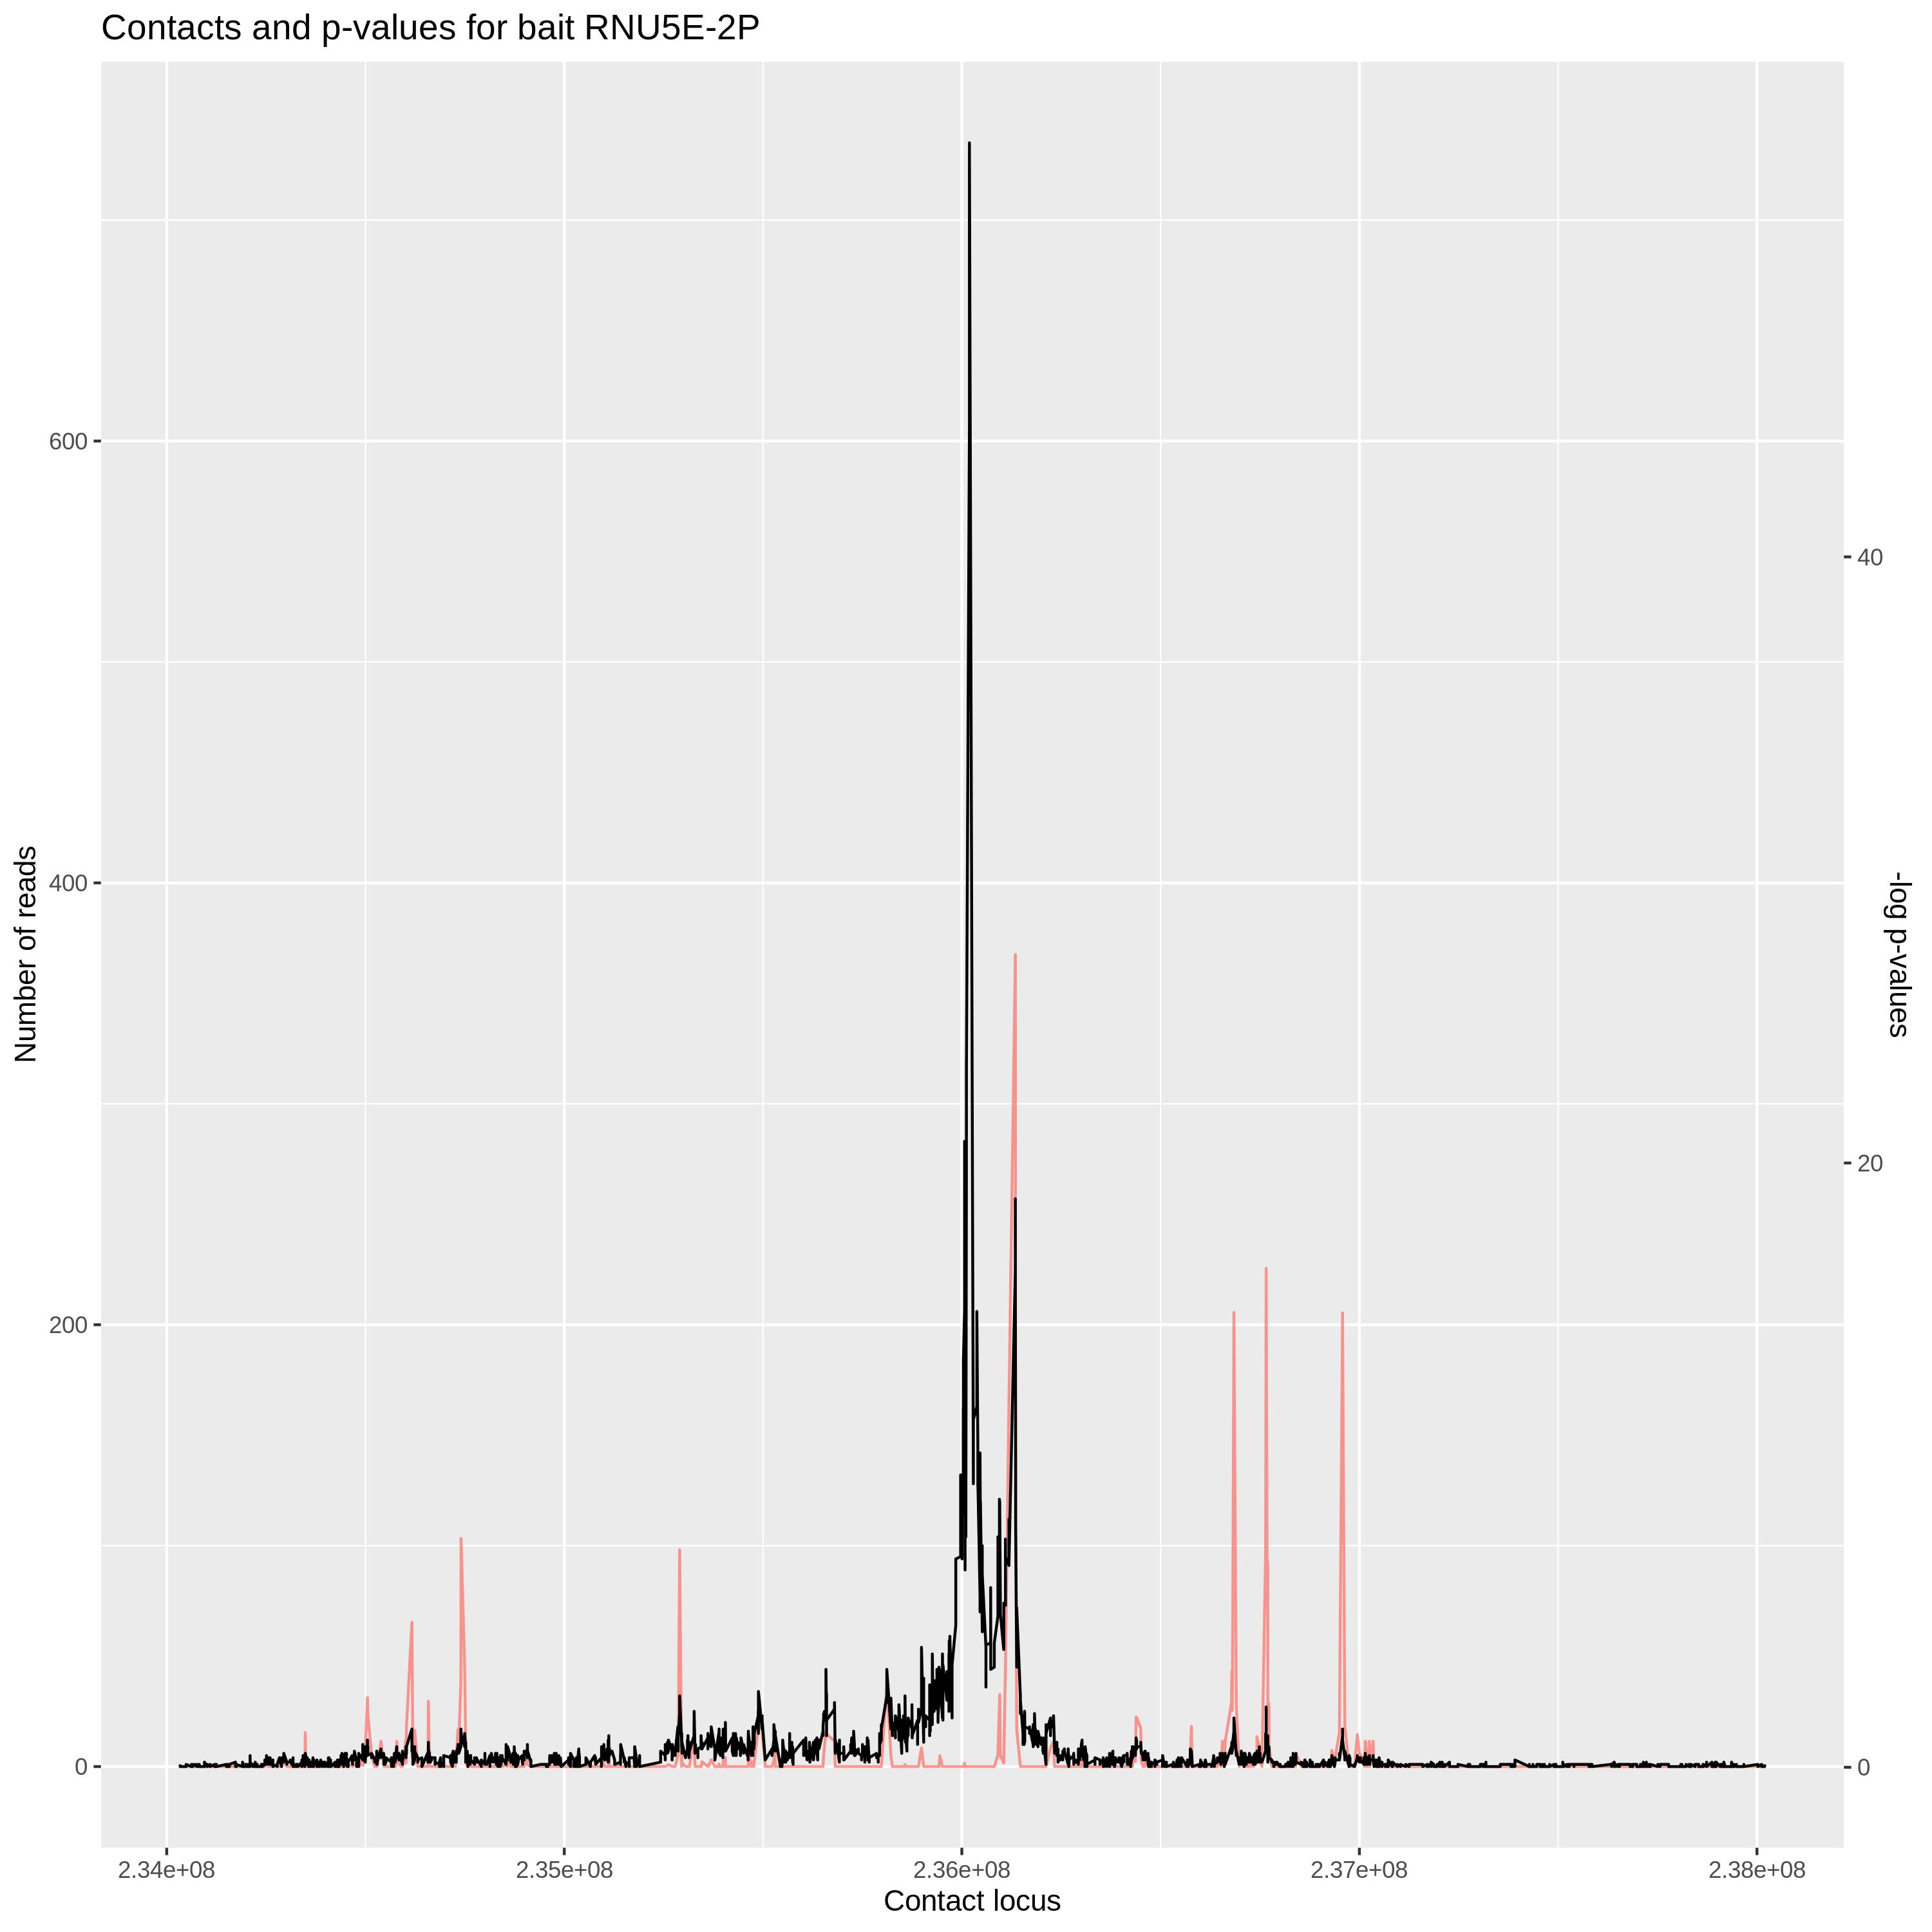 Contacts and p-values for bait RNU5E-2P
Number of reads
600
400
200
0
40
20
0
-log p-values
2.34e+08
2.35e+08
2.36e+08
2.37e+08
2.38e+08
Contact locus